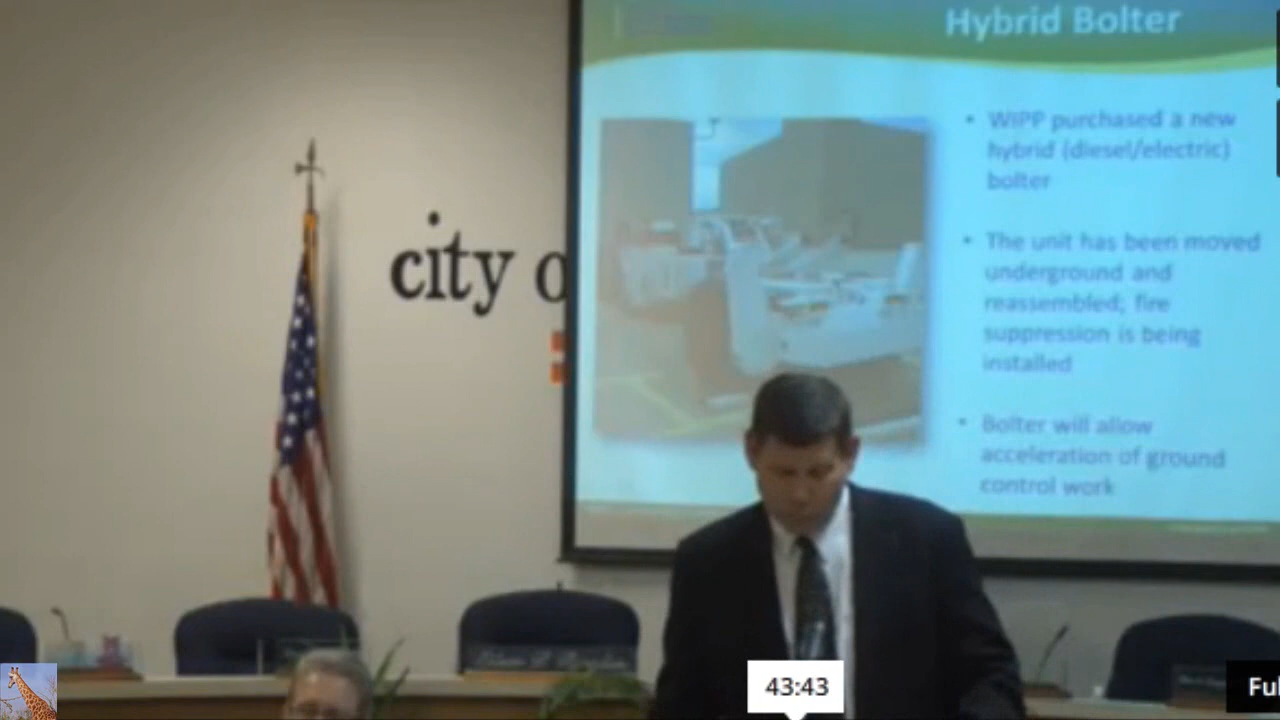 Hybrid Bolter
• WIPP purchased a new
hybrid (diesel/electric)
bolter
• The unit has been moved
underground and
reassembled; fire
suppression is being
installed
• Bolter will allow
acceleration of ground
control work
city o
43:43
Ful